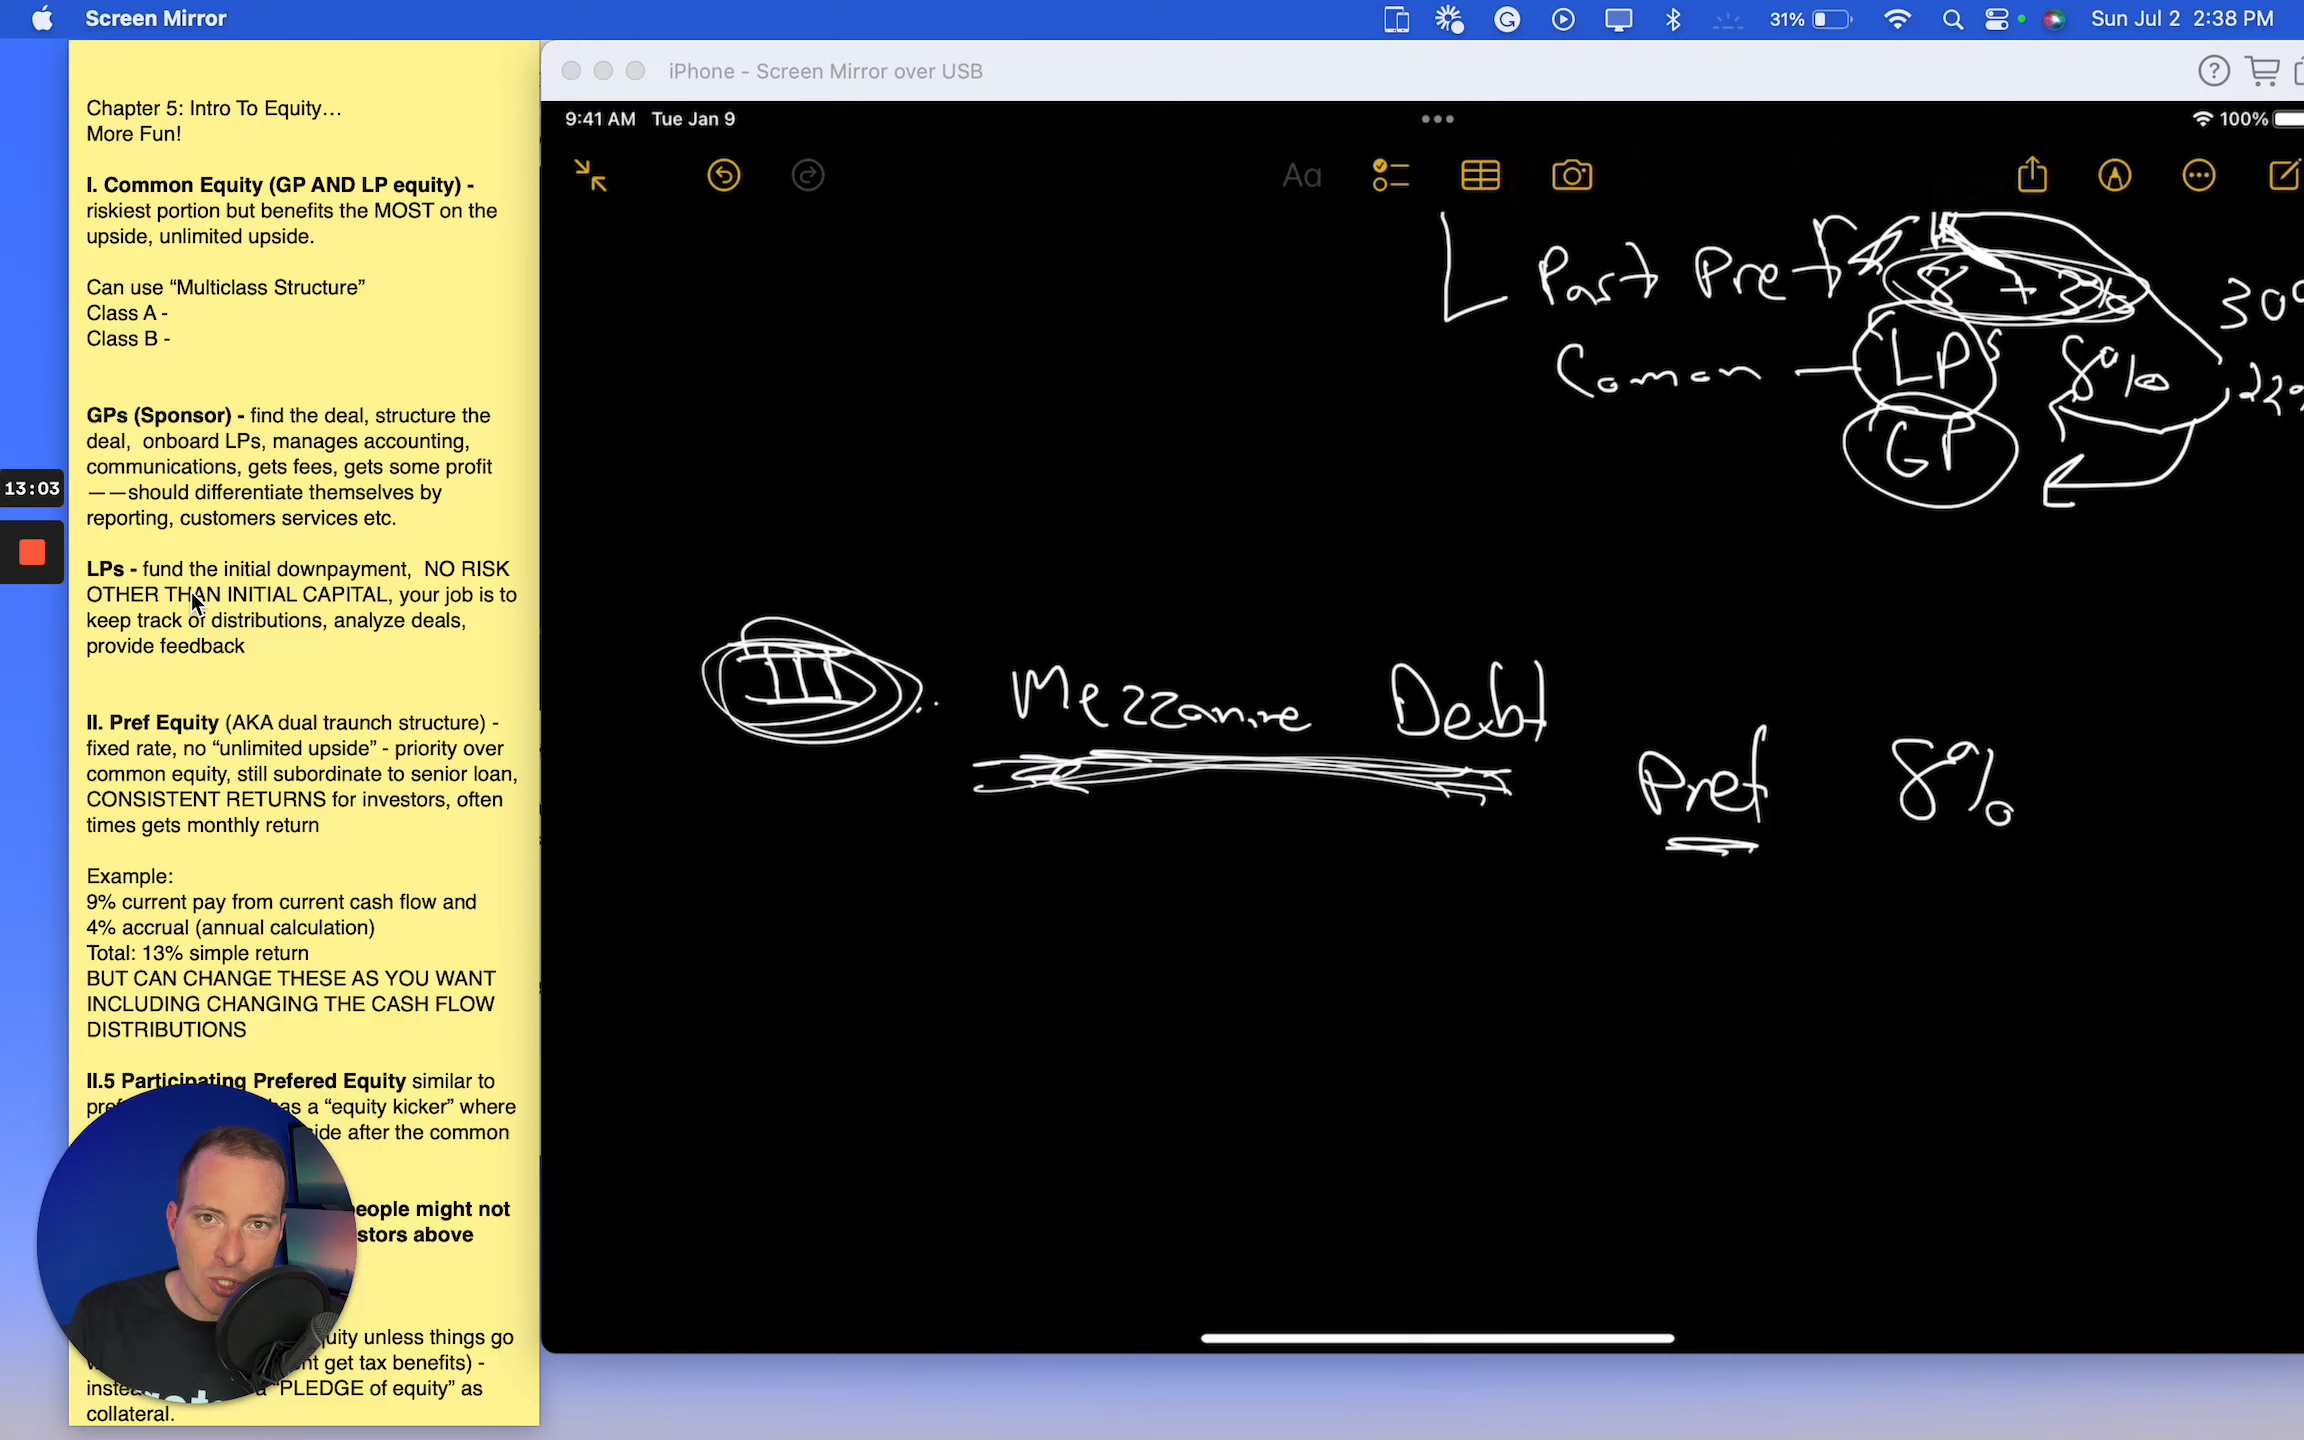 Screen Mirror
31%
Sun Jul 2 2:38 PM
Chapter 5: Intro To Equity…
More Fun!
I. Common Equity (GP AND LP equity) -
riskiest portion but benefits the MOST on the
upside, unlimited upside.
Can use “Multiclass Structure”
Class A -
Class B -
GPs (Sponsor) - find the deal, structure the
deal,  onboard LPs, manages accounting,
communications, gets fees, gets some profit
——should differentiate themselves by
reporting, customers services etc.
LPs - fund the initial downpayment,  NO RISK
OTHER THAN INITIAL CAPITAL, your job is to
keep track of distributions, analyze deals,
provide feedback
II. Pref Equity (AKA dual traunch structure) -
fixed rate, no “unlimited upside” - priority over
common equity, still subordinate to senior loan,
CONSISTENT RETURNS for investors, often
times gets monthly return
Example:
9% current pay from current cash flow and
4% accrual (annual calculation)
Total: 13% simple return
BUT CAN CHANGE THESE AS YOU WANT
INCLUDING CHANGING THE CASH FLOW
DISTRIBUTIONS
II.5 Participating Prefered Equity similar to
has a “equity kicker” where
after the common
people might not
above
unless things go
get tax benefits) -
“PLEDGE of equity” as
collateral.
13:03
iPhone - Screen Mirror over USB
9:41 AM Tue Jan 9
100%
Aa
Part Pref 8 + 3%
Comon — LPs 8%
GP
III. Mezzanine Debt
Pref 8%